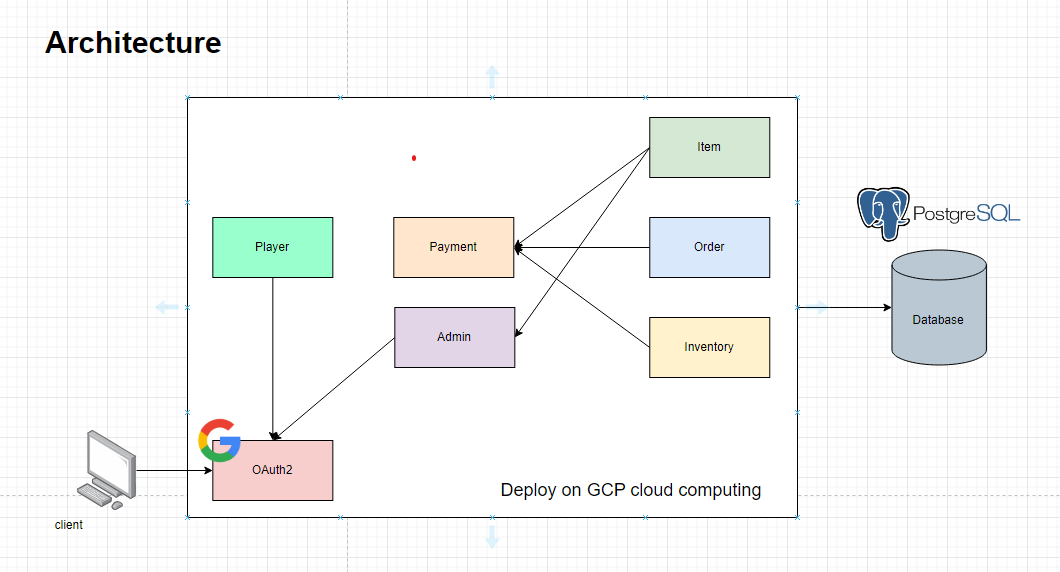 Architecture
Item
PostgreSQL
Player
Payment
Order
Database
Admin
Inventory
OAuth2
Deploy on GCP cloud computing
client